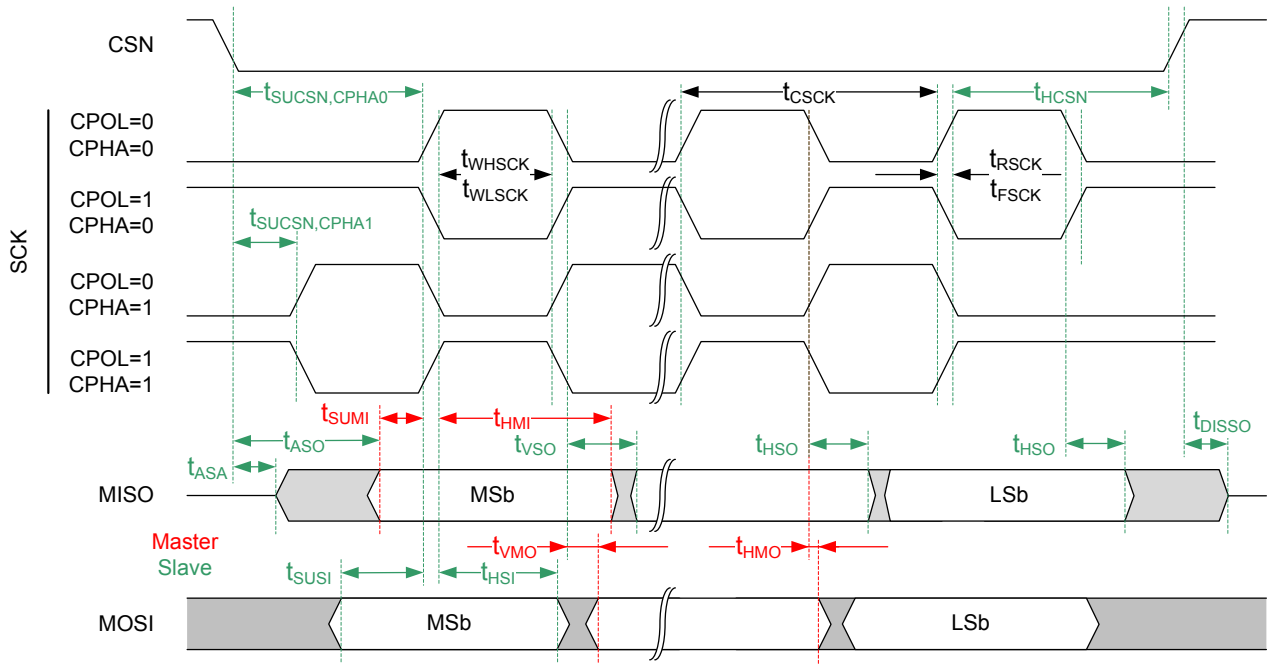 CSN
tSUCSN,CPHA0
tCSCK
tHCSN
SCK
CPOL=0
CPHA=0
tWHSCK
tWLSCK
tRSCK
tFSCK
CPOL=1
CPHA=0
tSUCSN,CPHA1
CPOL=0
CPHA=1
CPOL=1
CPHA=1
tSUMI
tHMI
tASO
tVSO
tHSO
tHSO
tDISSO
tASA
MISO
MSb
LSb
Master
Slave
tVMO
tHMO
tSUSI
tHSI
MOSI
MSb
LSb